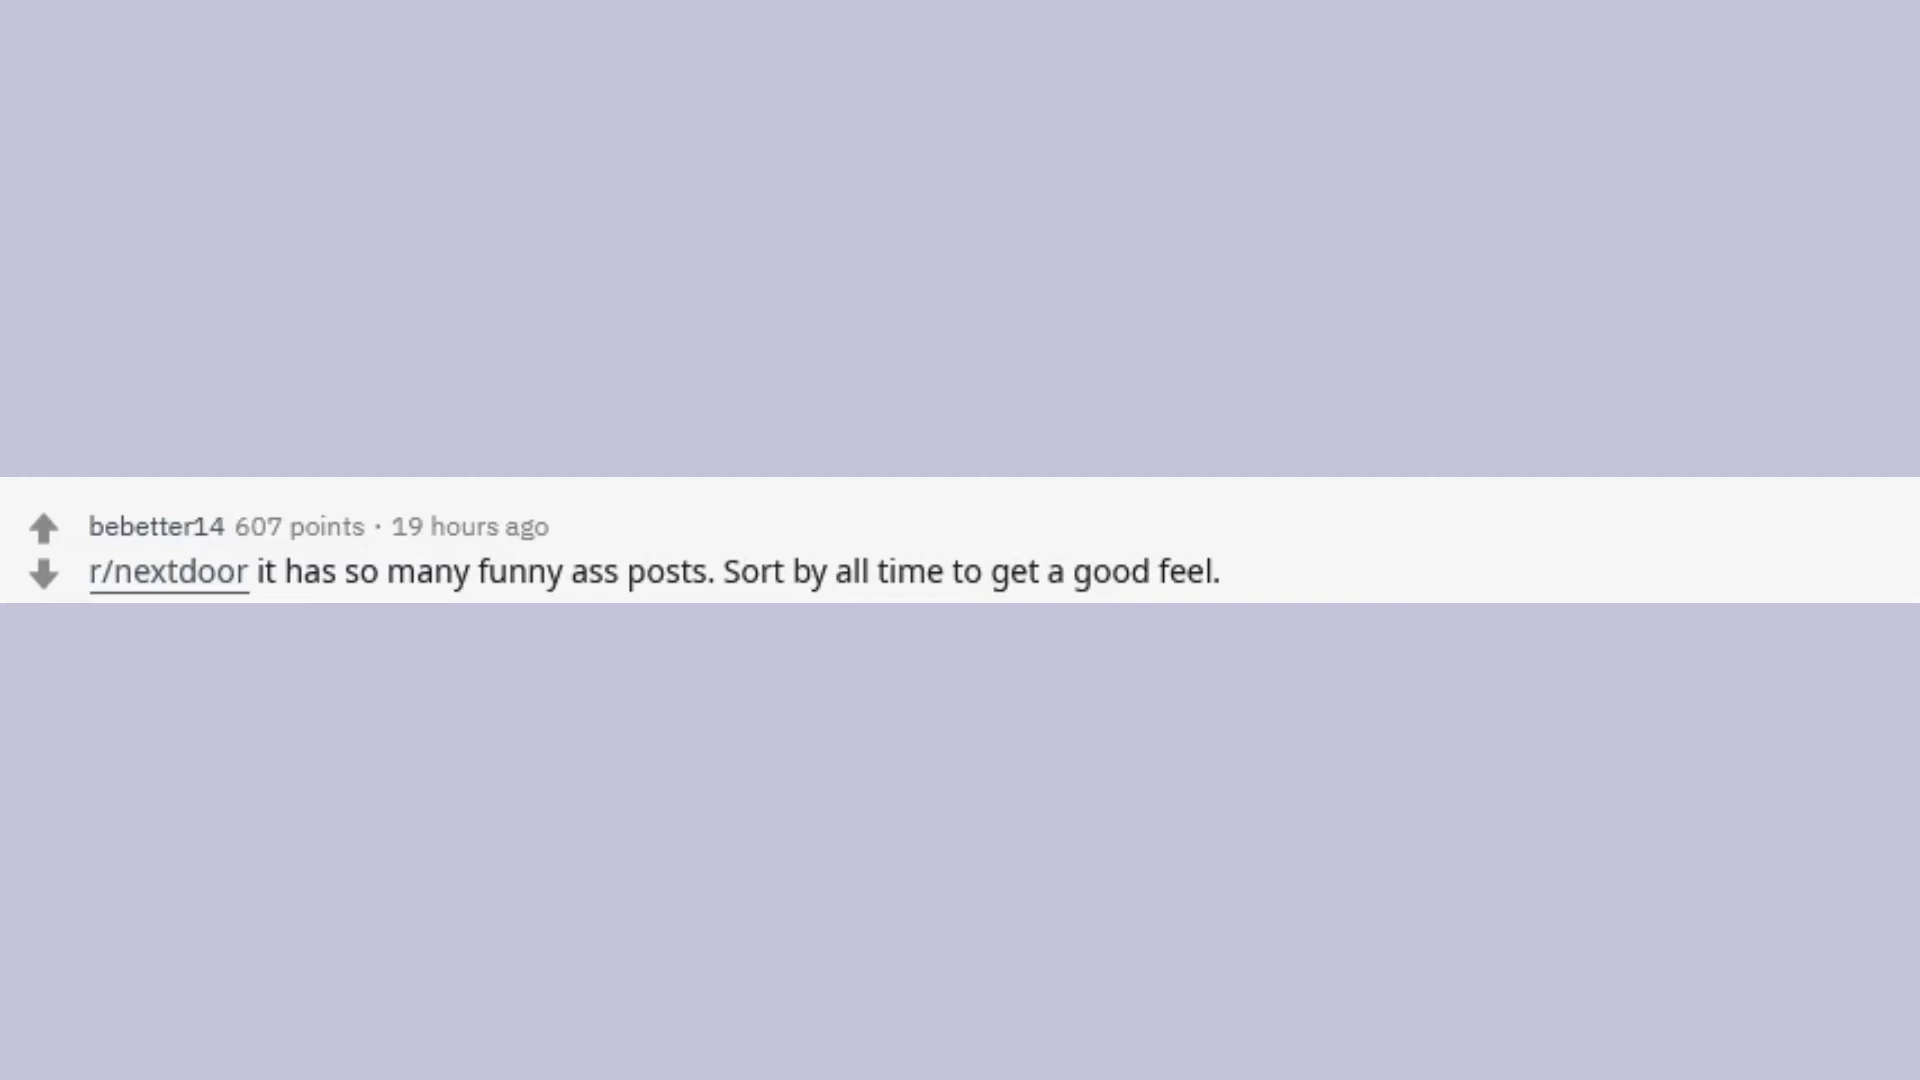 bebetter14 607 points · 19 hours ago
r/nextdoor it has so many funny ass posts. Sort by all time to get a good feel.